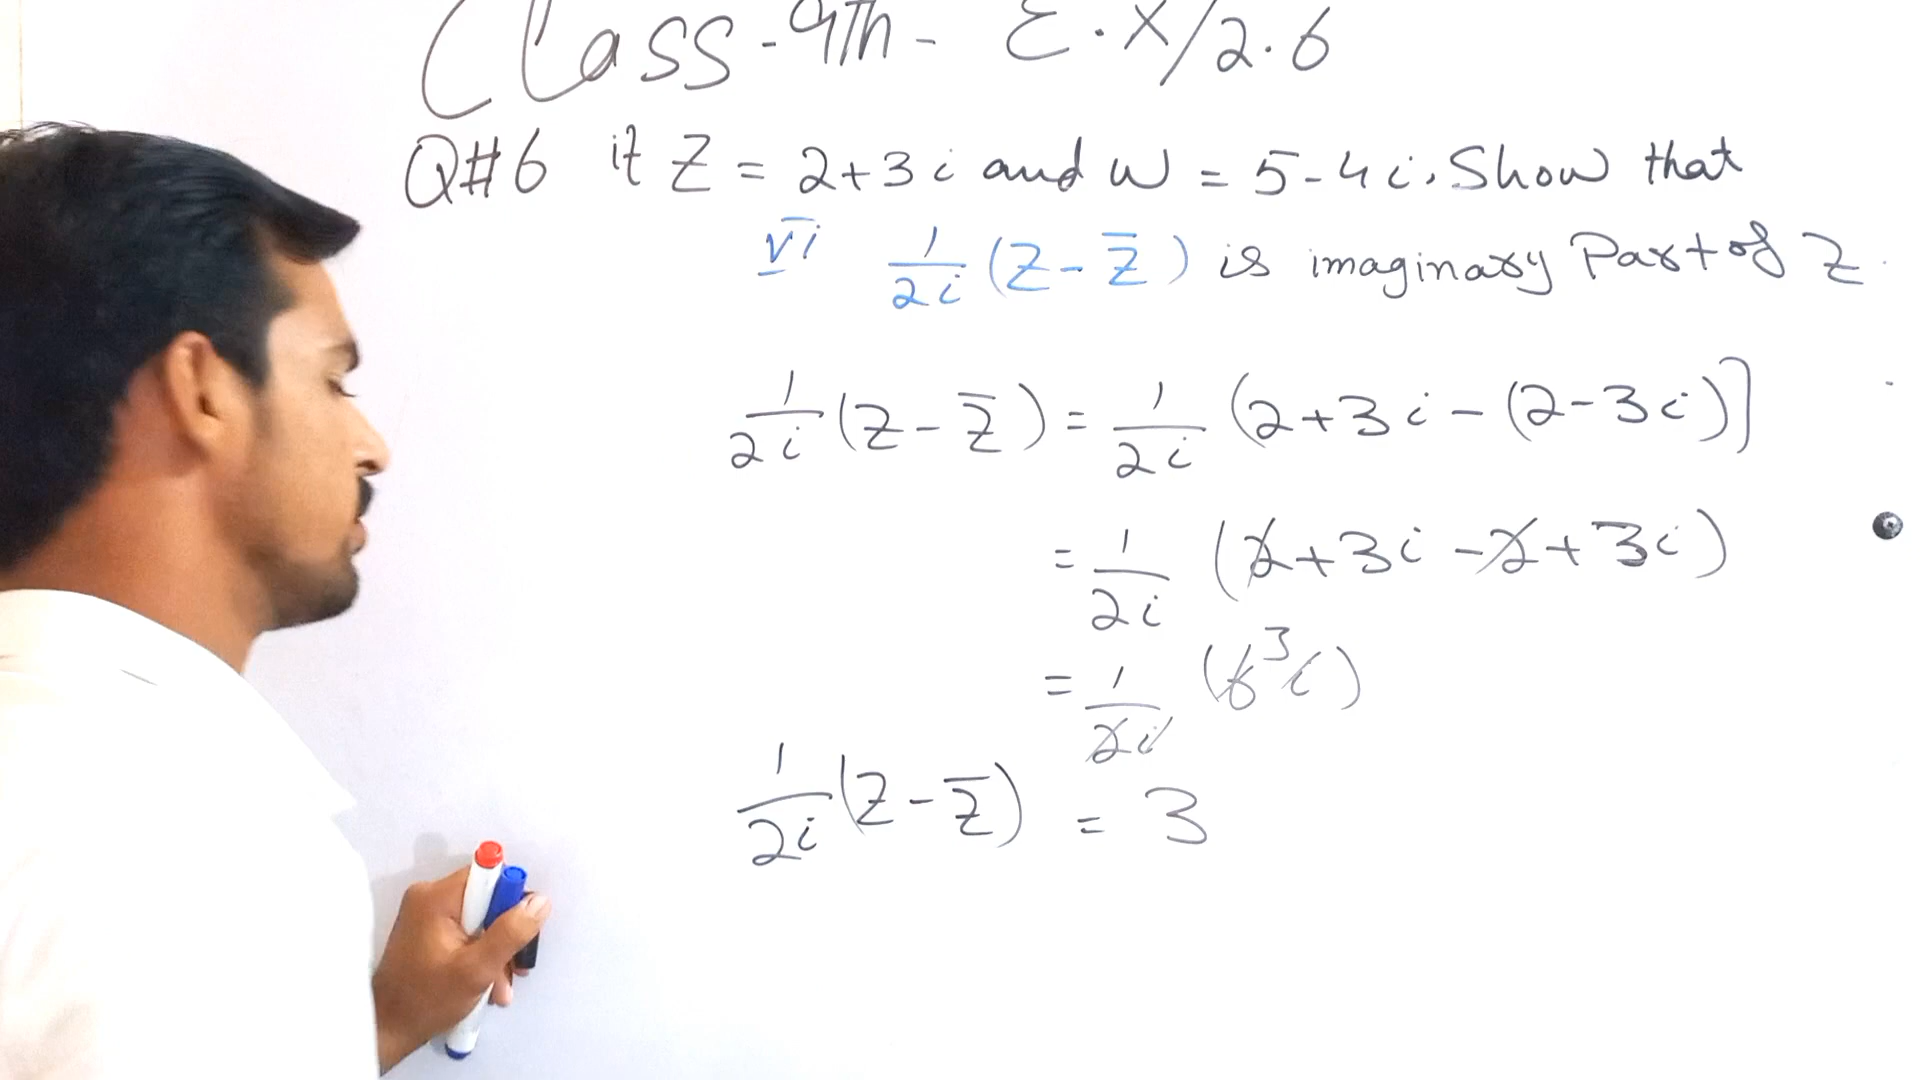 Class-9th- E.X/2.6
Q#6 if Z = 2+3i and W = 5-4i. Show that
vi 1/2i (Z - Z̅) is imaginary Part of Z.
1/2i (Z - Z̅) = 1/2i (2+3i - (2-3i)]
= 1/2i (2+3i -2+3i)
= 1/2i (6³i)
1/2i (Z - Z̅) = 3